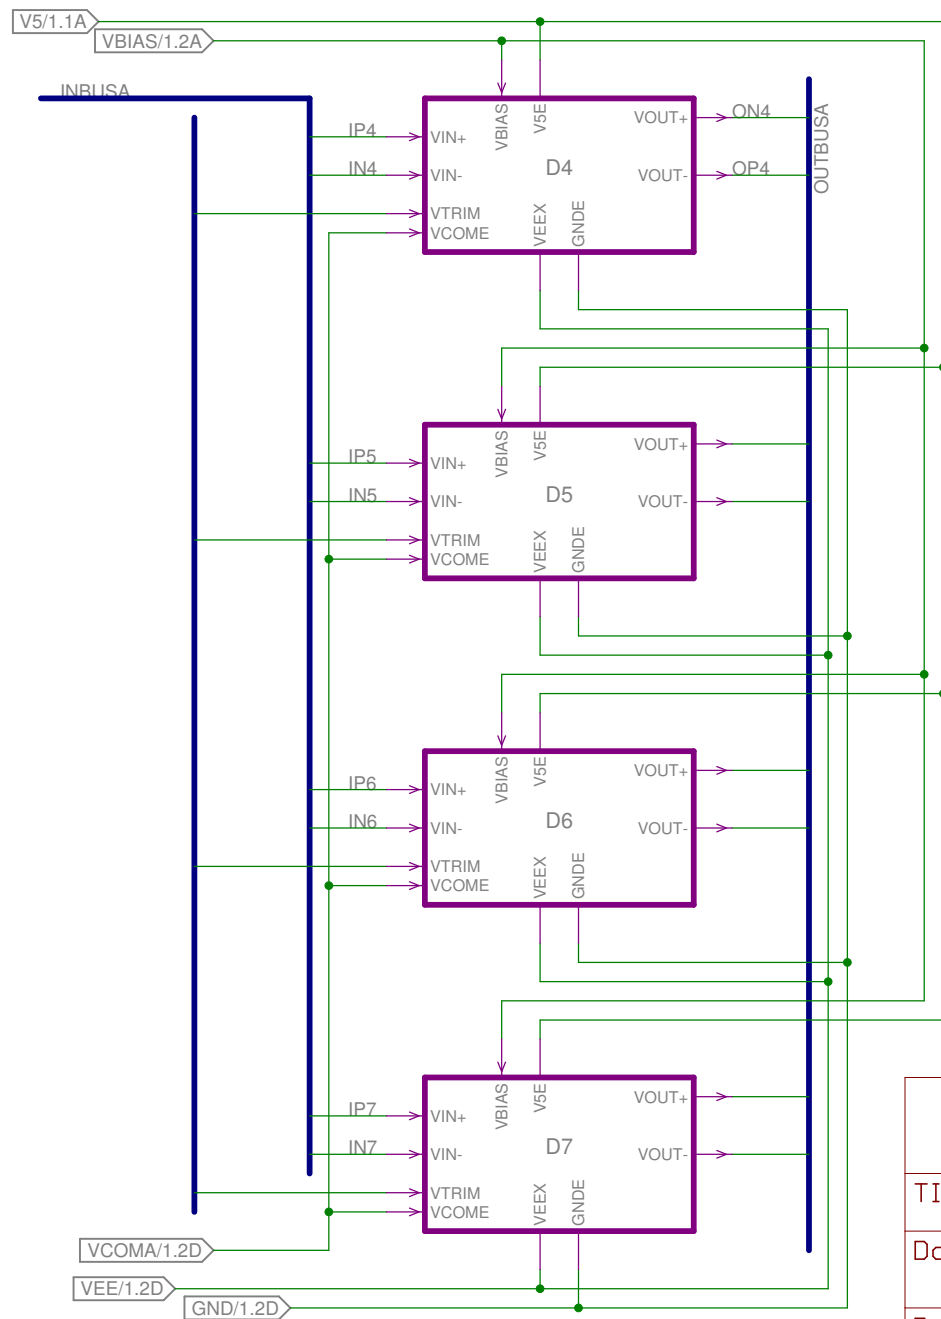 V5/1.1A
VBIAS/1.2A
INBUSA
OUTBUSA
IP4
IN4
VIN+
VIN-
VTRIM
VCOME
VBIAS
V5E
D4
VEEX
GNDE
VOUT+
VOUT-
ON4
OP4
IP5
IN5
VIN+
VIN-
VTRIM
VCOME
VBIAS
V5E
D5
VEEX
GNDE
VOUT+
VOUT-
IP6
IN6
VIN+
VIN-
VTRIM
VCOME
VBIAS
V5E
D6
VEEX
GNDE
VOUT+
VOUT-
IP7
IN7
VIN+
VIN-
VTRIM
VCOME
VBIAS
V5E
D7
VEEX
GNDE
VOUT+
VOUT-
VCOMA/1.2D
VEE/1.2D
GND/1.2D
TI